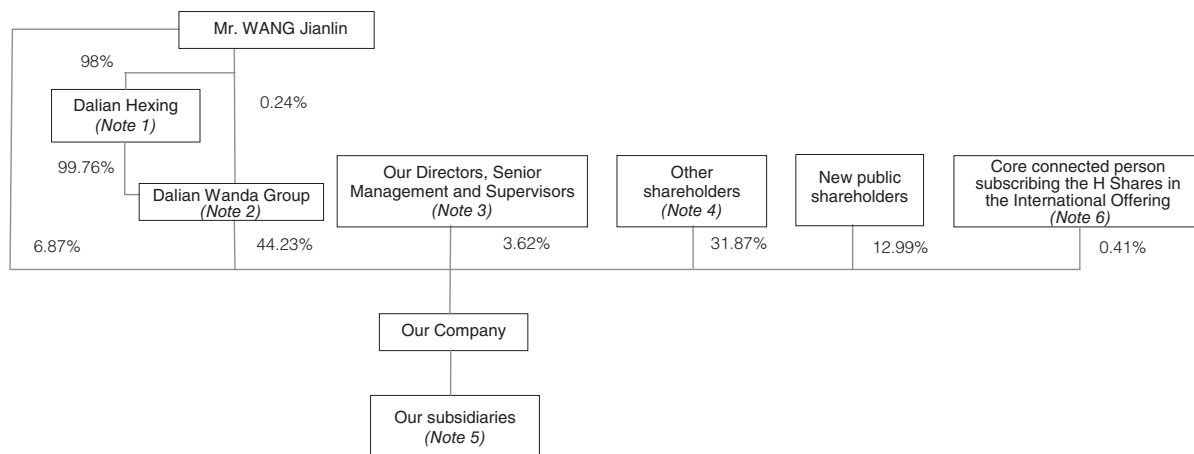 Mr. WANG Jianlin
98%
Dalian Hexing
(Note 1)
0.24%
99.76%
Dalian Wanda Group
(Note 2)
Our Directors, Senior
Management and Supervisors
(Note 3)
Other
shareholders
(Note 4)
New public
shareholders
Core connected person
subscribing the H Shares in
the International Offering
(Note 6)
6.87%
44.23%
3.62%
31.87%
12.99%
0.41%
Our Company
Our subsidiaries
(Note 5)